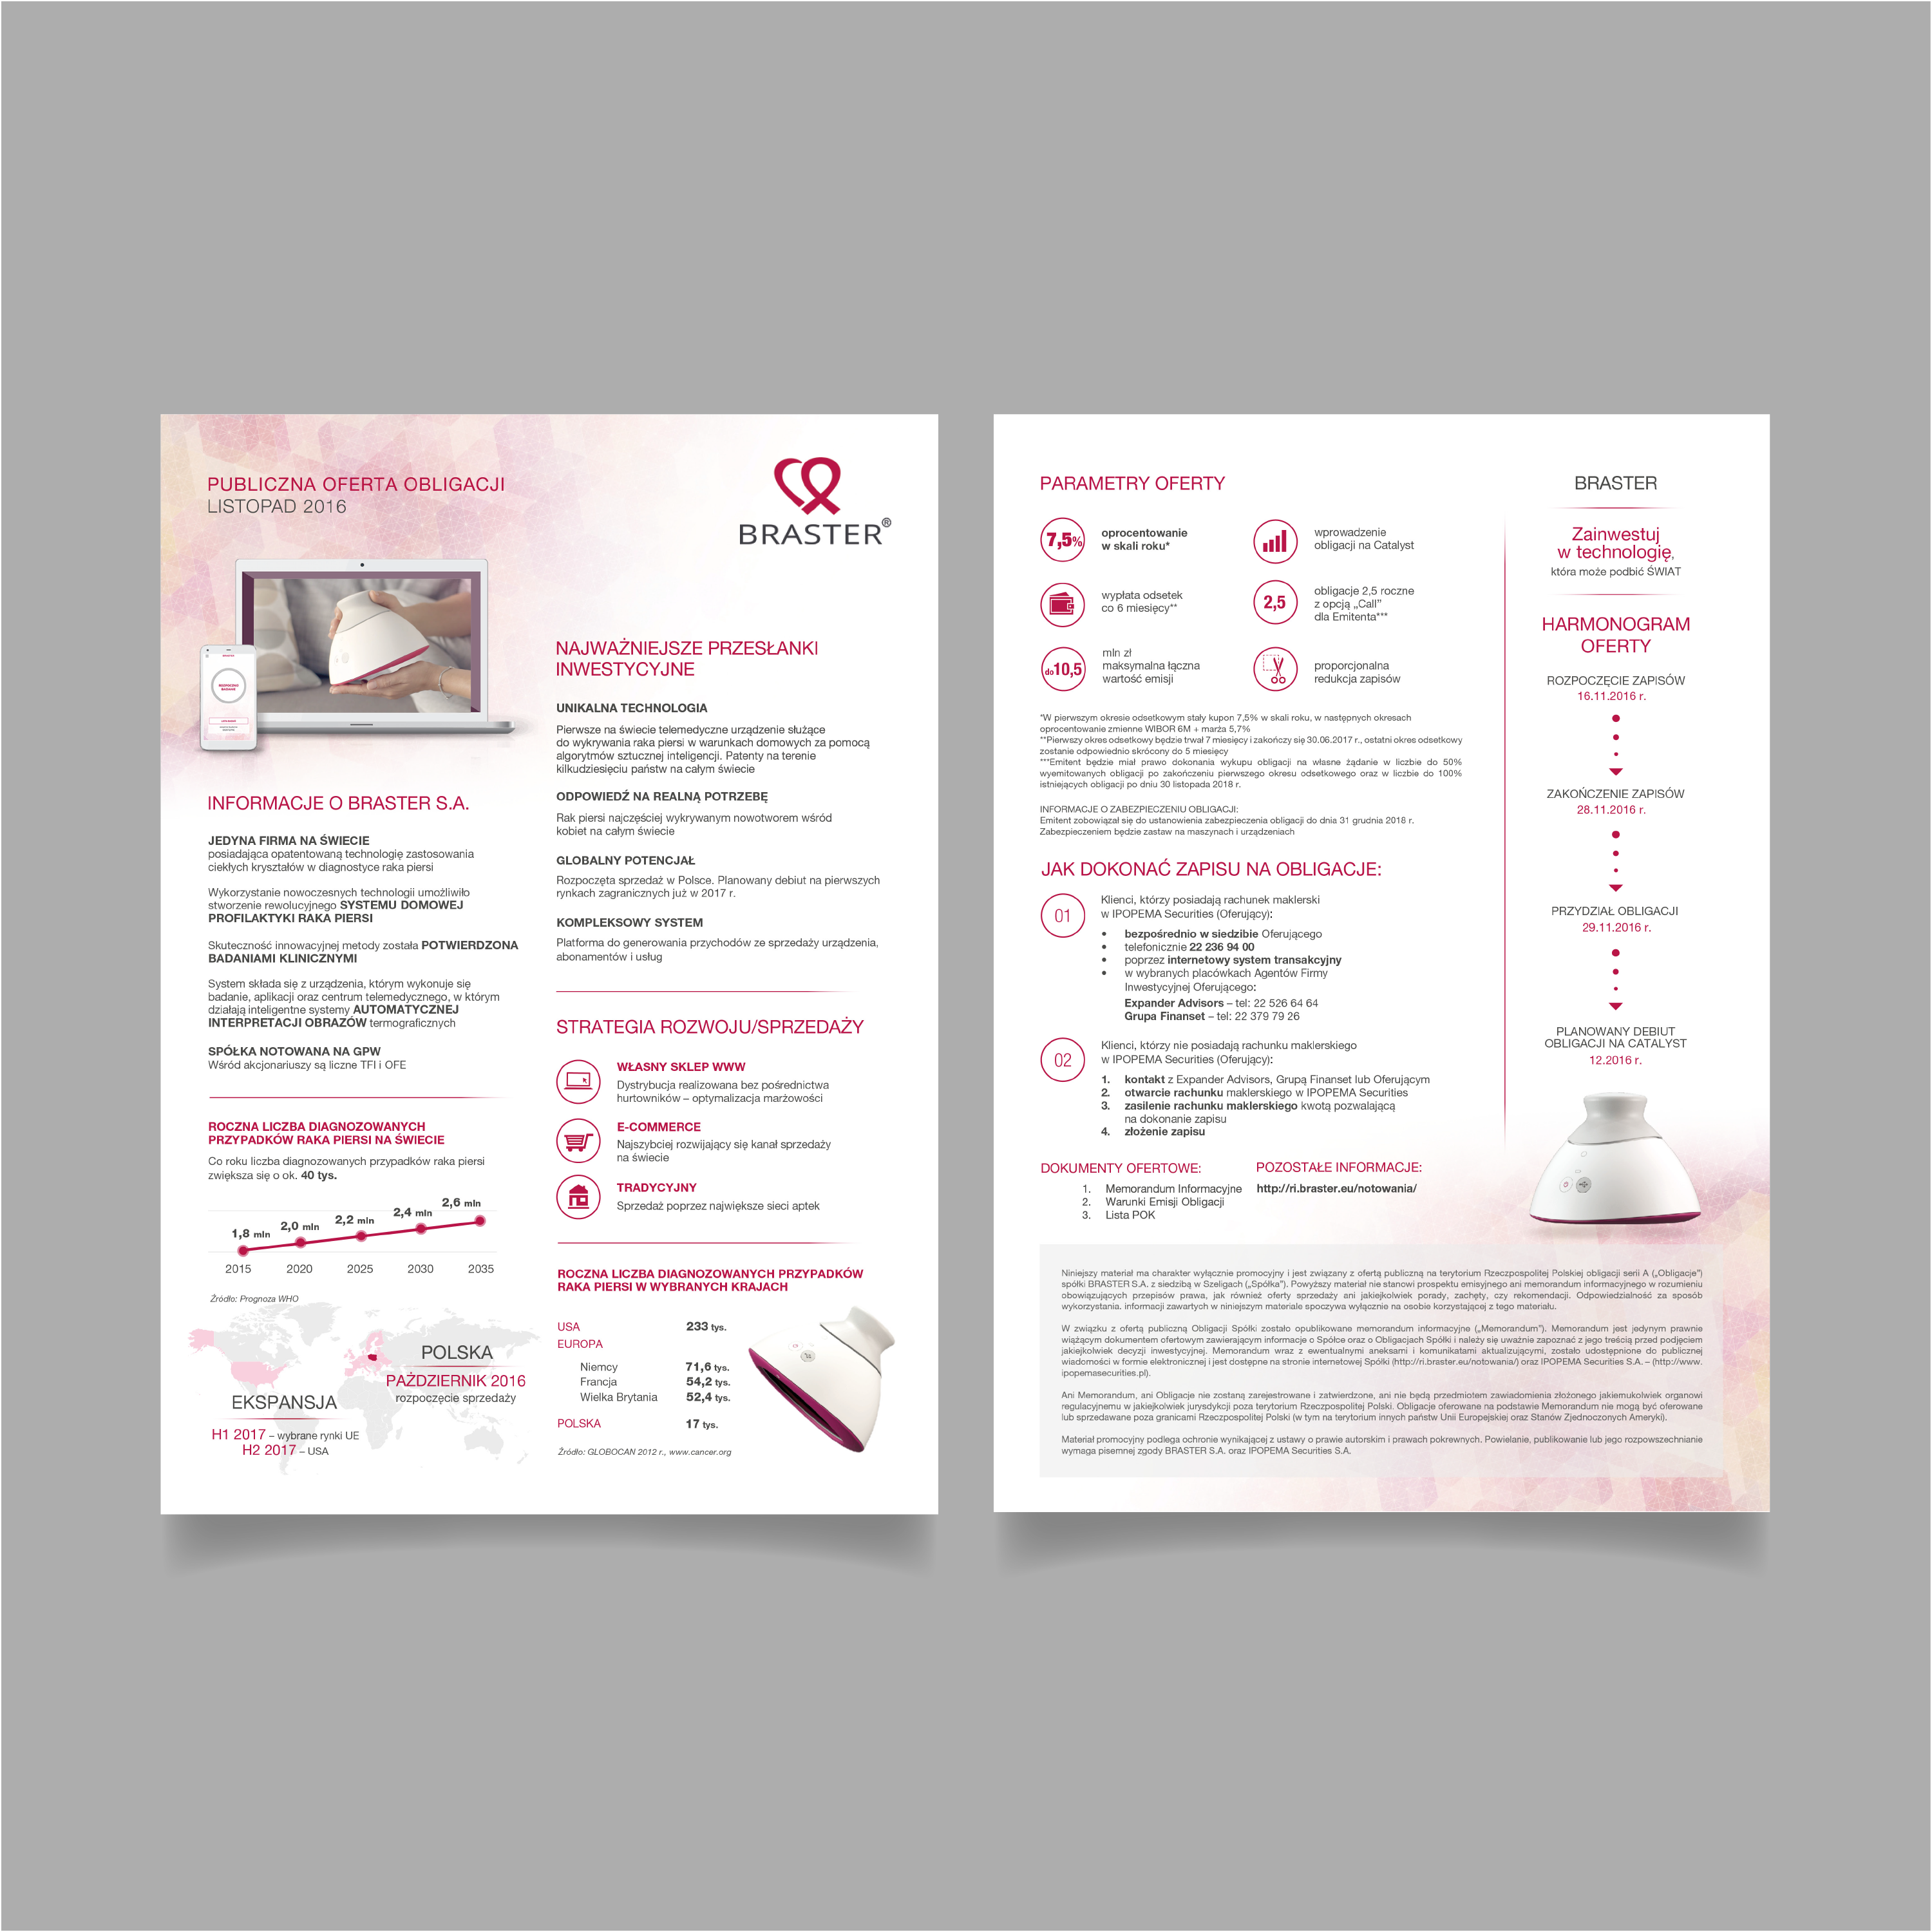 PUBLICZNA OFERTA OBLIGACJI
LISTOPAD 2016
BRASTER®
INFORMACJE O BRASTER S.A.
JEDYNA FIRMA NA ŚWIECIE
posiadająca opatentowaną technologię zastosowania
ciekłych kryształów w diagnostyce raka piersi
Wykorzystanie nowoczesnych technologii umożliwiło
stworzenie rewolucyjnego SYSTEMU DOMOWEJ
PROFILAKTYKI RAKA PIERSI
Skuteczność innowacyjnej metody została POTWIERDZONA
BADANIAMI KLINICZNYMI
System składa się z urządzenia, którym wykonuje się
badanie, aplikacji oraz centrum telemedycznego, w którym
działają inteligentne systemy AUTOMATYCZNEJ
INTERPRETACJI OBRAZÓW termograficznych
SPÓŁKA NOTOWANA NA GPW
Wśród akcjonariuszy są liczne TFI i OFE
ROCZNA LICZBA DIAGNOZOWANYCH
PRZYPADKÓW RAKA PIERSI NA ŚWIECIE
Co roku liczba diagnozowanych przypadków raka piersi
zwiększa się o ok. 40 tys.
1,8 mln 2,0 mln 2,2 mln 2,4 mln 2,6 mln
2015 2020 2025 2030 2035
Źródło: Prognoza WHO
POLSKA
PAŹDZIERNIK 2016
rozpoczęcie sprzedaży
EKSPANSJA
H1 2017 – wybrane rynki UE
H2 2017 – USA
NAJWAŻNIEJSZE PRZESŁANKI
INWESTYCYJNE
UNIKALNA TECHNOLOGIA
Pierwsze na świecie telemedyczne urządzenie służące
do wykrywania raka piersi w warunkach domowych za pomocą
algorytmów sztucznej inteligencji. Patenty na terenie
kilkudziesięciu państw na całym świecie
ODPOWIEDŹ NA REALNĄ POTRZEBĘ
Rak piersi najczęściej wykrywanym nowotworem wśród
kobiet na całym świecie
GLOBALNY POTENCJAŁ
Rozpoczęta sprzedaż w Polsce. Planowany debiut na pierwszych
rynkach zagranicznych już w 2017 r.
KOMPLEKSOWY SYSTEM
Platforma do generowania przychodów ze sprzedaży urządzenia,
abonamentów i usług
STRATEGIA ROZWOJU/SPRZEDAŻY
WŁASNY SKLEP WWW
Dystrybucja realizowana bez pośrednictwa
hurtowników – optymalizacja marżowości
E-COMMERCE
Najszybciej rozwijający się kanał sprzedaży
na świecie
TRADYCYJNY
Sprzedaż poprzez największe sieci aptek
ROCZNA LICZBA DIAGNOZOWANYCH PRZYPADKÓW
RAKA PIERSI W WYBRANYCH KRAJACH
USA 233 tys.
EUROPA
Niemcy 71,6 tys.
Francja 54,2 tys.
Wielka Brytania 52,4 tys.
POLSKA 17 tys.
Źródło: GLOBOCAN 2012 r., www.cancer.org
PARAMETRY OFERTY
7,5%
oprocentowanie
w skali roku*
wprowadzenie
obligacji na Catalyst
wypłata odsetek
co 6 miesięcy**
2,5
obligacje 2,5 roczne
z opcją „Call”
dla Emitenta***
do10,5
mln zł
maksymalna łączna
wartość emisji
proporcjonalna
redukcja zapisów
*W pierwszym okresie odsetkowym stały kupon 7,5% w skali roku, w następnych okresach
oprocentowanie zmienne WIBOR 6M + marża 5,7%
**Pierwszy okres odsetkowy będzie trwał 7 miesięcy i zakończy się 30.06.2017 r., ostatni okres odsetkowy
zostanie odpowiednio skrócony do 5 miesięcy
***Emitent będzie miał prawo dokonania wykupu obligacji na własne żądanie w liczbie do 50%
wyemitowanych obligacji po zakończeniu pierwszego okresu odsetkowego oraz w liczbie do 100%
istniejących obligacji po dniu 30 listopada 2018 r.
INFORMACJE O ZABEZPIECZENIU OBLIGACJI:
Emitent zobowiązał się do ustanowienia zabezpieczenia obligacji do dnia 31 grudnia 2018 r.
Zabezpieczeniem będzie zastaw na maszynach i urządzeniach
JAK DOKONAĆ ZAPISU NA OBLIGACJE:
01
Klienci, którzy posiadają rachunek maklerski
w IPOPEMA Securities (Oferujący):
• bezpośrednio w siedzibie Oferującego
• telefonicznie 22 236 94 00
• poprzez internetowy system transakcyjny
• w wybranych placówkach Agentów Firmy
Inwestycyjnej Oferującego:
Expander Advisors – tel: 22 526 64 64
Grupa Finanset – tel: 22 379 79 26
02
Klienci, którzy nie posiadają rachunku maklerskiego
w IPOPEMA Securities (Oferujący):
1. kontakt z Expander Advisors, Grupą Finanset lub Oferującym
2. otwarcie rachunku maklerskiego w IPOPEMA Securities
3. zasilenie rachunku maklerskiego kwotą pozwalającą
na dokonanie zapisu
4. złożenie zapisu
DOKUMENTY OFERTOWE:
1. Memorandum Informacyjne
2. Warunki Emisji Obligacji
3. Lista POK
POZOSTAŁE INFORMACJE:
http://ri.braster.eu/notowania/
BRASTER
Zainwestuj
w technologię,
która może podbić ŚWIAT
HARMONOGRAM
OFERTY
ROZPOCZĘCIE ZAPISÓW
16.11.2016 r.
ZAKOŃCZENIE ZAPISÓW
28.11.2016 r.
PRZYDZIAŁ OBLIGACJI
29.11.2016 r.
PLANOWANY DEBIUT
OBLIGACJI NA CATALYST
12.2016 r.
Niniejszy materiał ma charakter wyłącznie promocyjny i jest związany z ofertą publiczną na terytorium Rzeczpospolitej Polskiej obligacji serii A („Obligacje”)
spółki BRASTER S.A. z siedzibą w Szeligach („Spółka”). Powyższy materiał nie stanowi prospektu emisyjnego ani memorandum informacyjnego w rozumieniu
obowiązujących przepisów prawa, jak również oferty sprzedaży ani jakiejkolwiek porady, zachęty, czy rekomendacji. Odpowiedzialność za sposób
wykorzystania. informacji zawartych w niniejszym materiale spoczywa wyłącznie na osobie korzystającej z tego materiału.
W związku z ofertą publiczną Obligacji Spółki zostało opublikowane memorandum informacyjne („Memorandum”). Memorandum jest jedynym prawnie
wiążącym dokumentem ofertowym zawierającym informacje o Spółce oraz o Obligacjach Spółki i należy się uważnie zapoznać z jego treścią przed podjęciem
jakiejkolwiek decyzji inwestycyjnej. Memorandum wraz z ewentualnymi aneksami i komunikatami aktualizującymi, zostało udostępnione do publicznej
wiadomości w formie elektronicznej i jest dostępne na stronie internetowej Spółki (http://ri.braster.eu/notowania/) oraz IPOPEMA Securities S.A. – (http://www.
ipopemasecurities.pl).
Ani Memorandum, ani Obligacje nie zostaną zarejestrowane i zatwierdzone, ani nie będą przedmiotem zawiadomienia złożonego jakiemukolwiek organowi
regulacyjnemu w jakiejkolwiek jurysdykcji poza terytorium Rzeczpospolitej Polski. Obligacje oferowane na podstawie Memorandum nie mogą być oferowane
lub sprzedawane poza granicami Rzeczpospolitej Polski (w tym na terytorium innych państw Unii Europejskiej oraz Stanów Zjednoczonych Ameryki).
Materiał promocyjny podlega ochronie wynikającej z ustawy o prawie autorskim i prawach pokrewnych. Powielanie, publikowanie lub jego rozpowszechnianie
wymaga pisemnej zgody BRASTER S.A. oraz IPOPEMA Securities S.A.